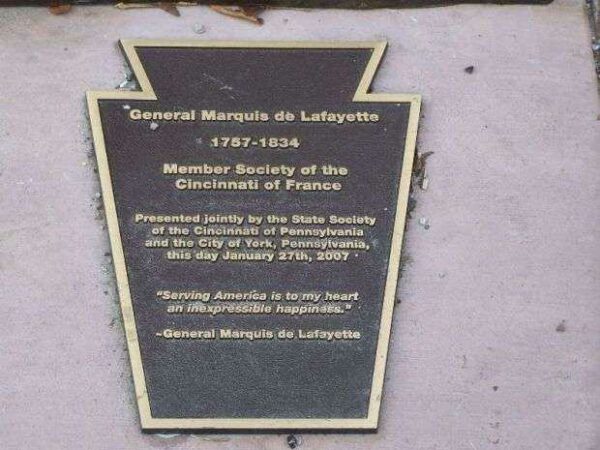 General Marquis de Lafayette
1757-1834
Member Society of the
Cincinnati of France
Presented jointly by the State Society
of the Cincinnati of Pennsylvania
and the City of York, Pennsylvania,
this day January 27th, 2007
"Serving America is to my heart
an inexpressible happiness."
~General Marquis de Lafayette